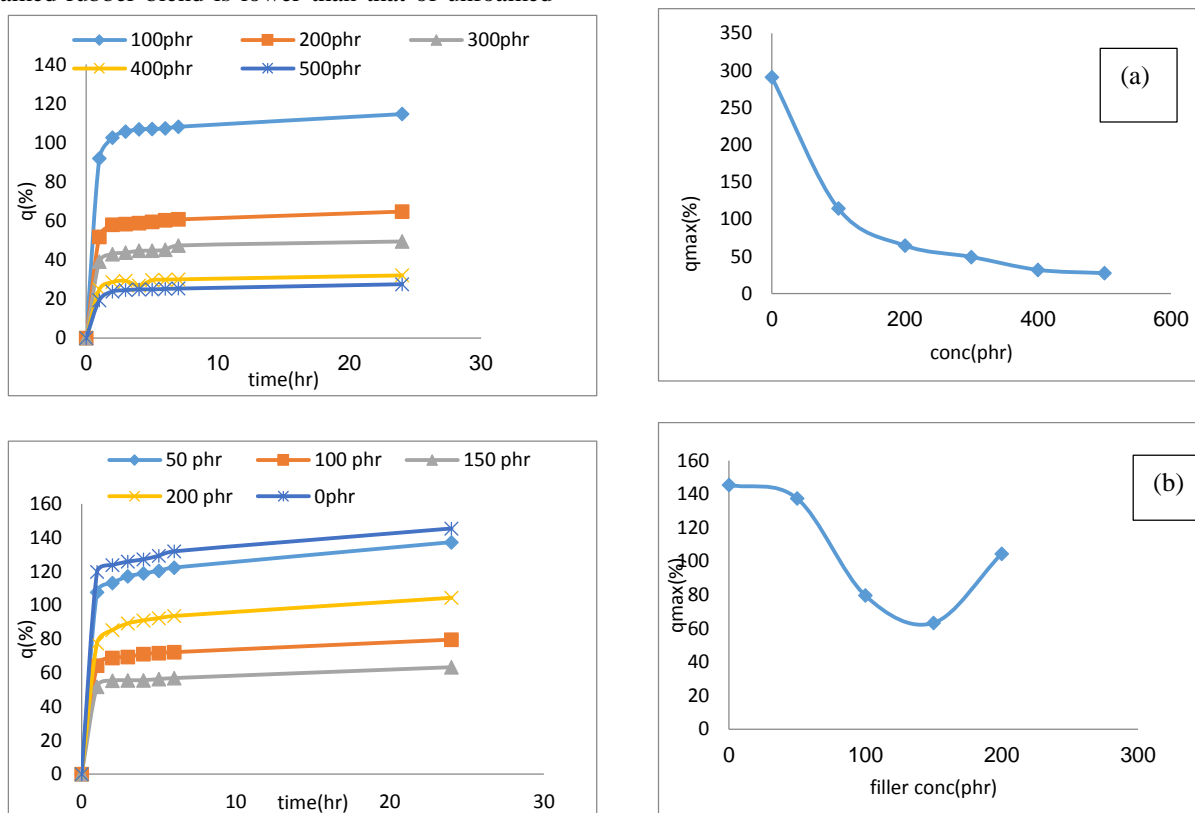 rubber blend is lower than that of
100phr 200phr 300phr
400phr 500phr
140
120
100
80
60
40
20
0
q(%)
0 10 20 30
time(hr)
350
300
250
200
150
100
50
0
qmax(%)
0 200 400 600
conc(phr)
(a)
50 phr 100 phr 150 phr
200 phr 0phr
160
140
120
100
80
60
40
20
0
q(%)
0 10 20 30
time(hr)
160
140
120
100
80
60
40
20
0
qmax(%)
0 100 200 300
filler conc(phr)
(b)